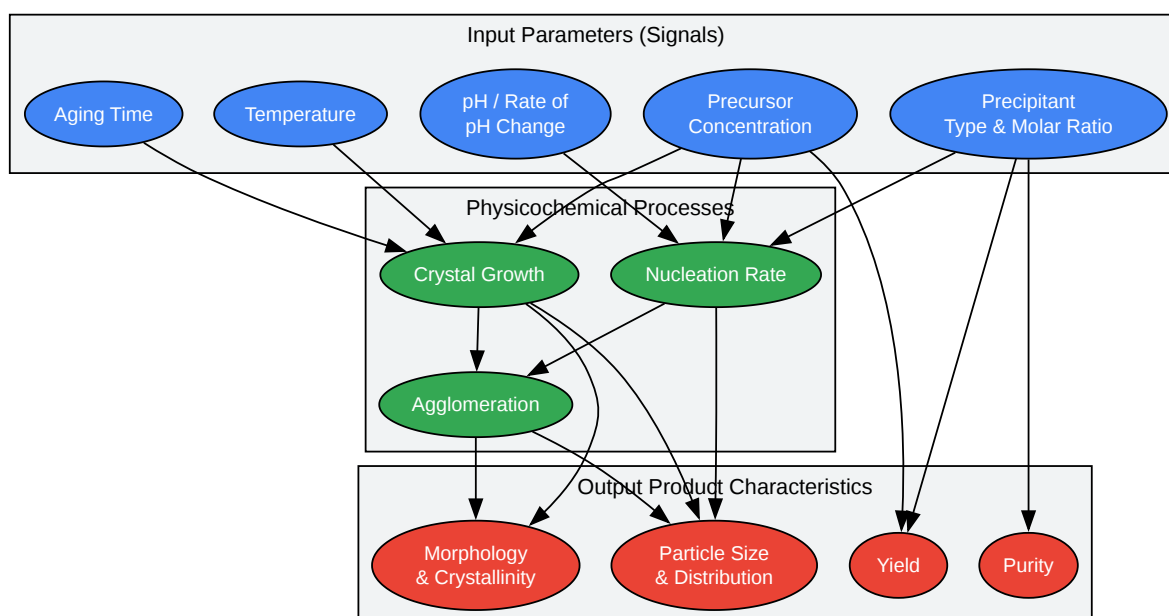 Input Parameters (Signals)
Aging Time
Temperature
pH / Rate of
pH Change
Precursor
Concentration
Precipitant
Type & Molar Ratio
Physicochemical Processes
Crystal Growth
Nucleation Rate
Agglomeration
Output Product Characteristics
Morphology
& Crystallinity
Particle Size
& Distribution
Yield
Purity